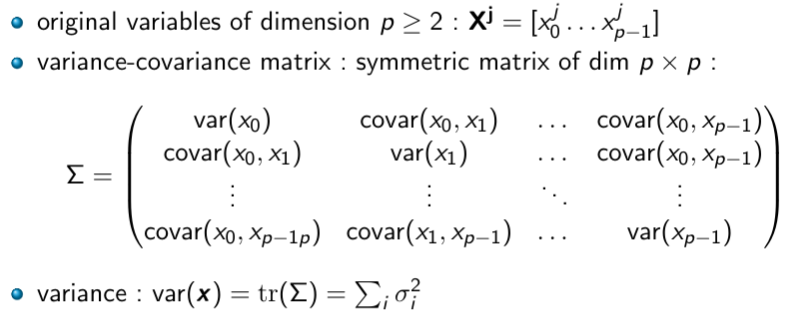 original variables of dimension p ≥ 2 : X^j = [x_0^j … x_{p−1}^j]
variance-covariance matrix : symmetric matrix of dim p × p :
Σ = ( var(x_0) covar(x_0, x_1) … covar(x_0, x_{p−1})
covar(x_0, x_1) var(x_1) … covar(x_0, x_{p−1})
⋮ ⋮ ⋱ ⋮
covar(x_0, x_{p−1p}) covar(x_1, x_{p−1}) … var(x_{p−1}) )
variance : var(x) = tr(Σ) = ∑_i σ_i^2